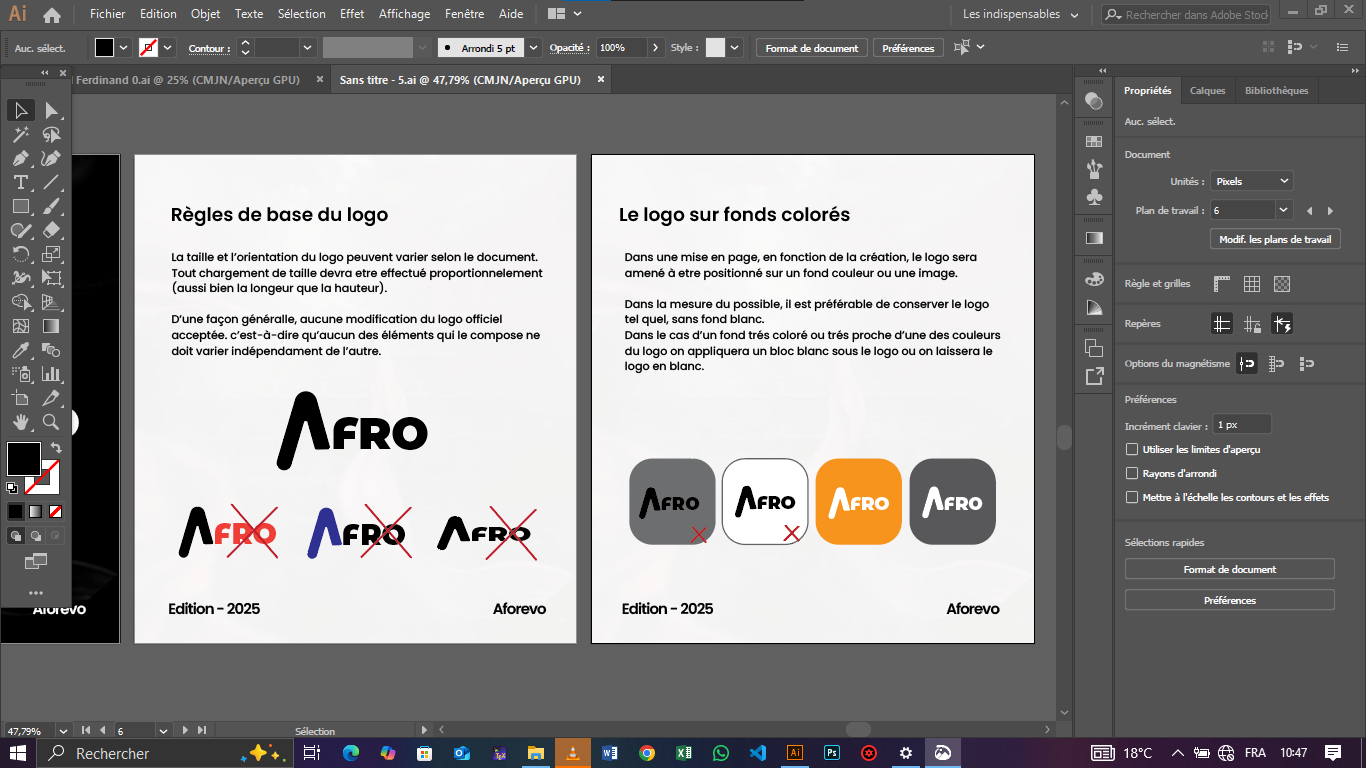 Ai
Fichier Edition Objet Texte Sélection Effet Affichage Fenêtre Aide
Les indispensables
Rechercher dans Adobe Stock
Auc. sélect.
Contour :
Arrondi 5 pt
Opacité :
100%
Style :
Format de document
Préférences
Ferdinand 0.ai @ 25% (CMJN/Aperçu GPU)
Sans titre - 5.ai @ 47,79% (CMJN/Aperçu GPU)
Aforevo
Règles de base du logo
La taille et l'orientation du logo peuvent varier selon le document.
Tout chargement de taille devra etre effectué proportionnelement
(aussi bien la longeur que la hauteur).
D'une façon généralle, aucune modification du logo officiel
acceptée. c'est-à-dire qu'aucun des éléments qui le compose ne
doit varier indépendament de l'autre.
AFRO
AFRO
AFRO
AFRO
Edition - 2025
Aforevo
Le logo sur fonds colorés
Dans une mise en page, en fonction de la création, le logo sera
amené à etre positionné sur un fond couleur ou une image.
Dans la mesure du possible, il est préférable de conserver le logo
tel quel, sans fond blanc.
Dans le cas d'un fond trés coloré ou trés proche d'une des couleurs
du logo on appliquera un bloc blanc sous le logo ou on laissera le
logo en blanc.
AFRO
AFRO
AFRO
AFRO
Edition - 2025
Aforevo
Propriétés
Calques
Bibliothèques
Auc. sélect.
Document
Unités :
Pixels
Plan de travail :
6
Modif. les plans de travail
Règle et grilles
Repères
Options du magnétisme
Préférences
Incrément clavier :
1 px
Utiliser les limites d'aperçu
Rayons d'arrondi
Mettre à l'échelle les contours et les effets
Sélections rapides
Format de document
Préférences
47,79%
6
Sélection
Rechercher
18°C
FRA
10:47